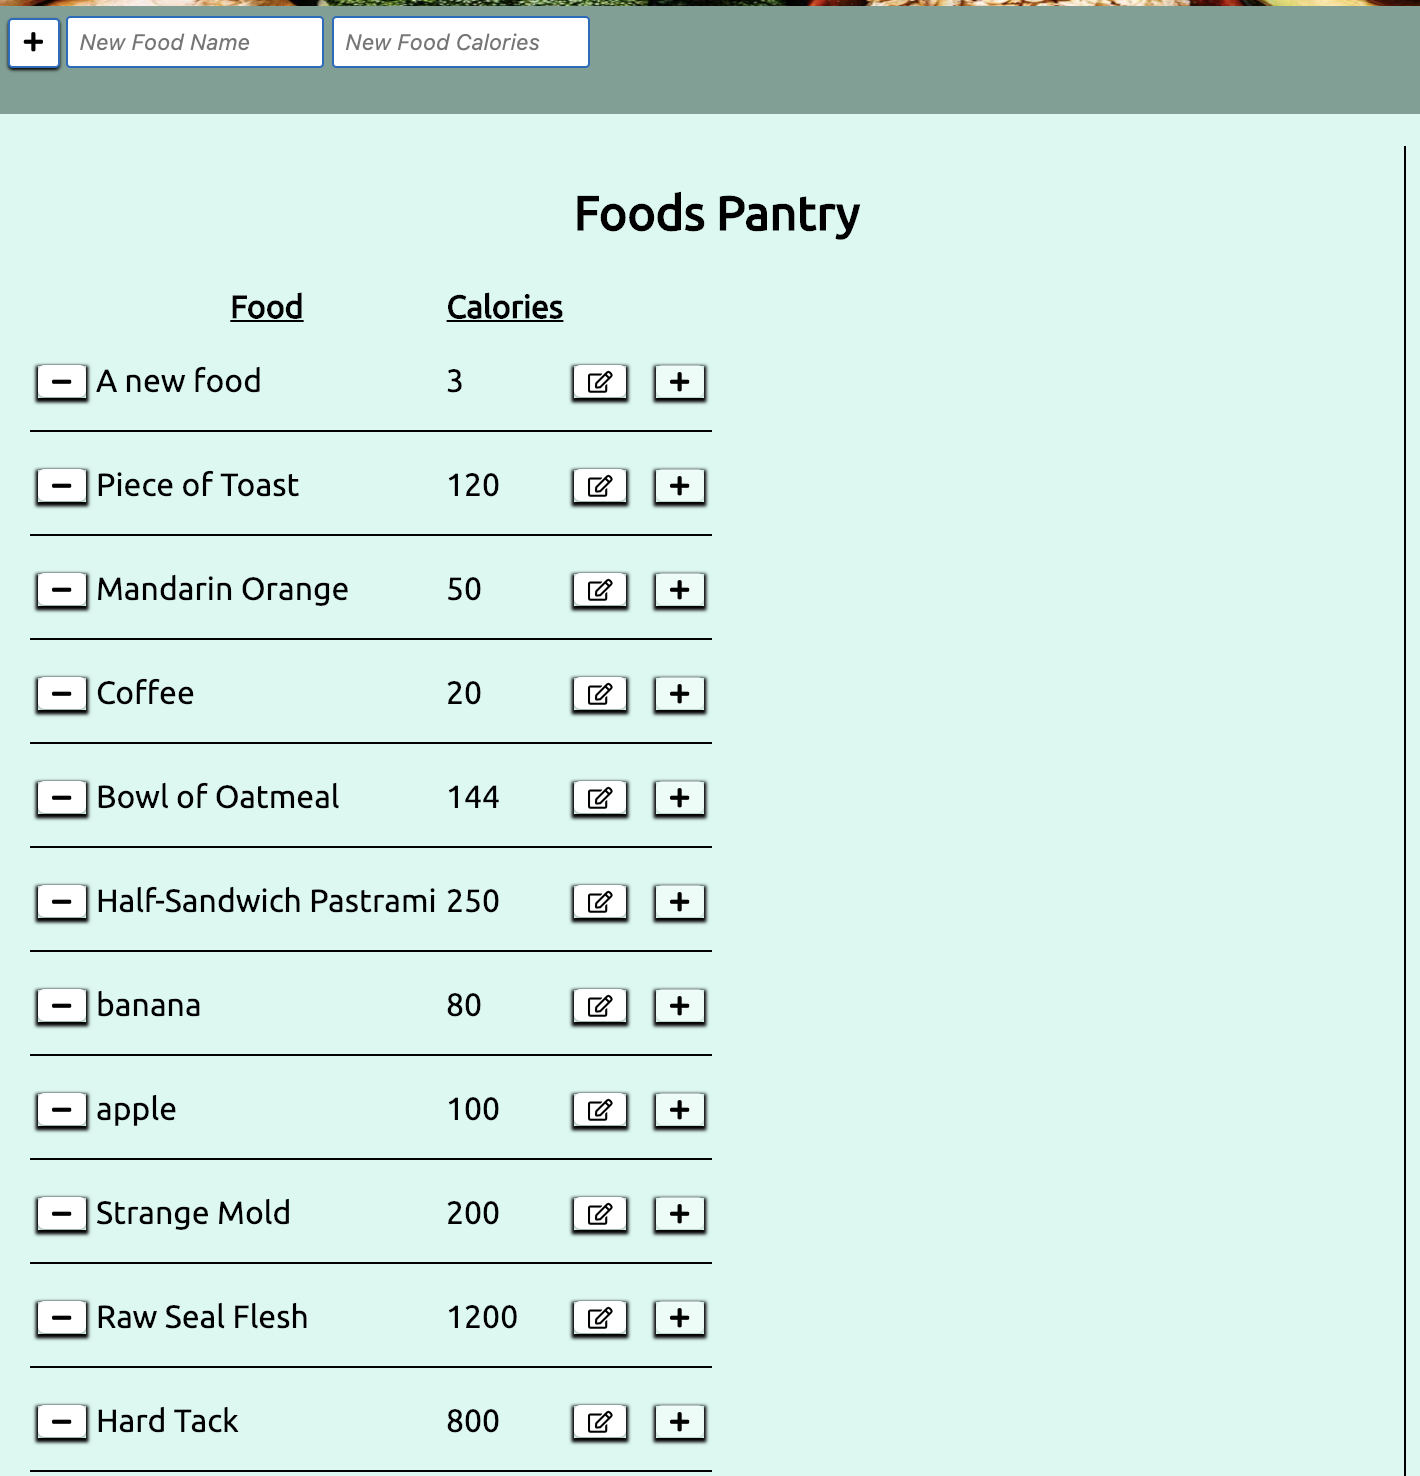 New Food Name New Food Calories
Foods Pantry
Food Calories
A new food 3
Piece of Toast 120
Mandarin Orange 50
Coffee 20
Bowl of Oatmeal 144
Half-Sandwich Pastrami 250
banana 80
apple 100
Strange Mold 200
Raw Seal Flesh 1200
Hard Tack 800